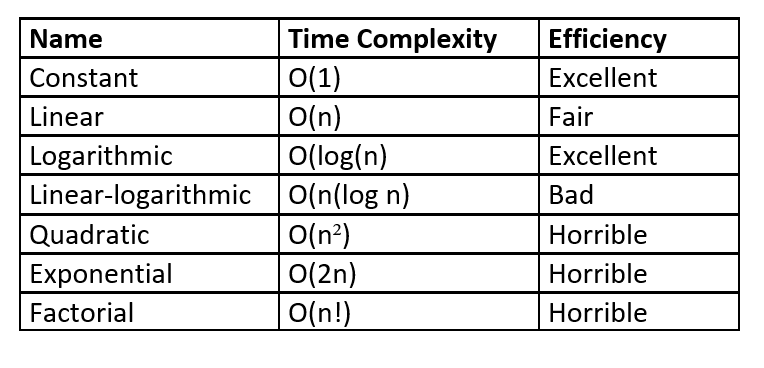 Name Time Complexity Efficiency
Constant O(1) Excellent
Linear O(n) Fair
Logarithmic O(log(n) Excellent
Linear-logarithmic O(n(log n) Bad
Quadratic O(n²) Horrible
Exponential O(2n) Horrible
Factorial O(n!) Horrible